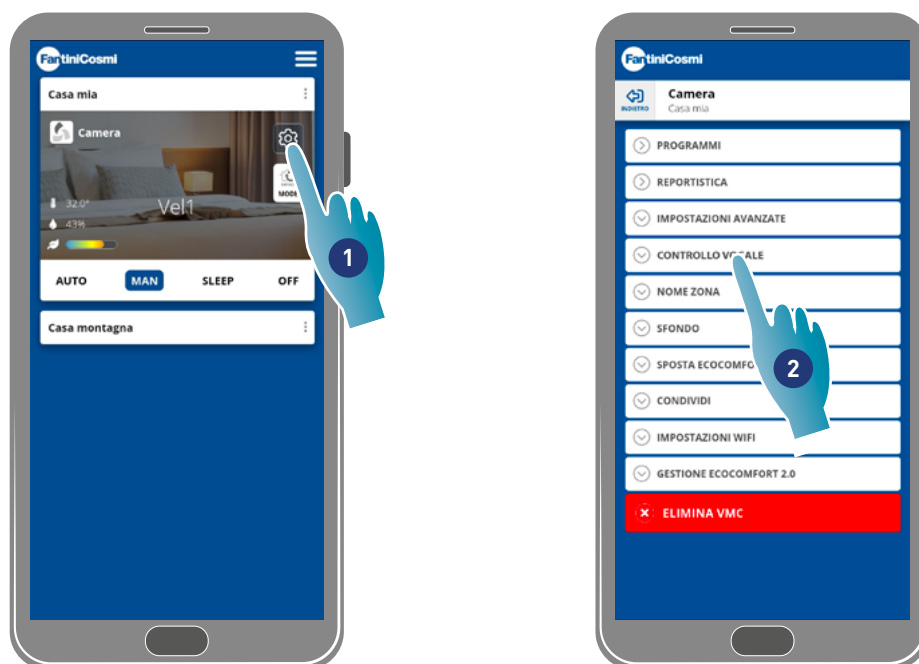 FantiniCosmi
Casa mia
Camera
MODE
32.0°
Vel1
43%
AUTO MAN SLEEP OFF
Casa montagna
1
FantiniCosmi
INDIETRO
Camera
Casa mia
PROGRAMMI
REPORTISTICA
IMPOSTAZIONI AVANZATE
CONTROLLO VOCALE
NOME ZONA
SFONDO
SPOSTA ECOCOMFO
2
CONDIVIDI
IMPOSTAZIONI WIFI
GESTIONE ECOCOMFORT 2.0
ELIMINA VMC